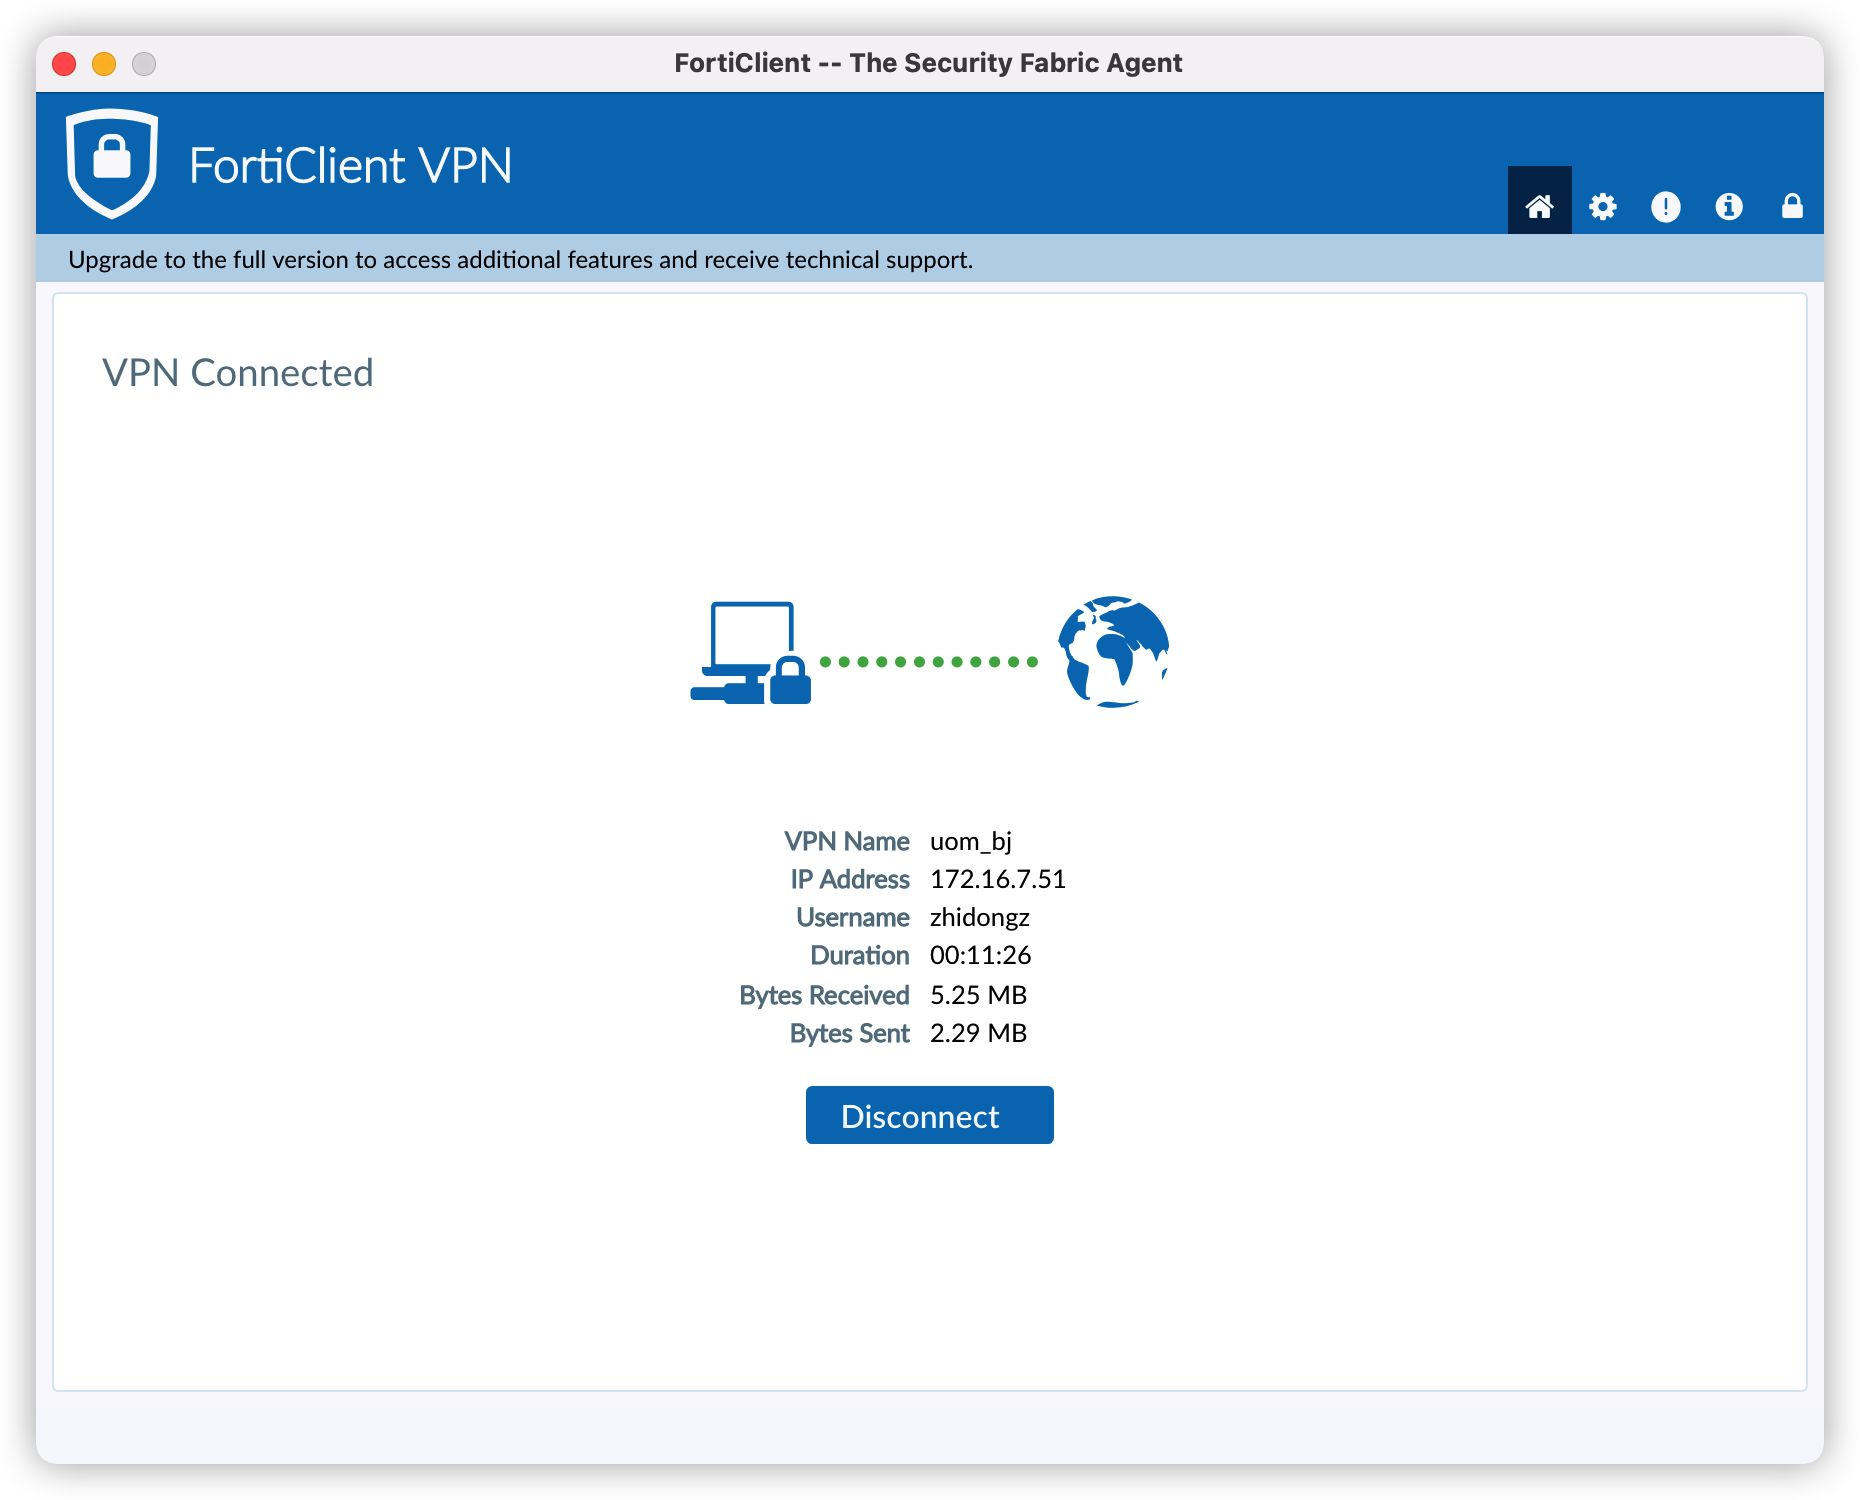 FortiClient -- The Security Fabric Agent
FortiClient VPN
Upgrade to the full version to access additional features and receive technical support.
VPN Connected
VPN Name uom_bj
IP Address 172.16.7.51
Username zhidongz
Duration 00:11:26
Bytes Received 5.25 MB
Bytes Sent 2.29 MB
Disconnect